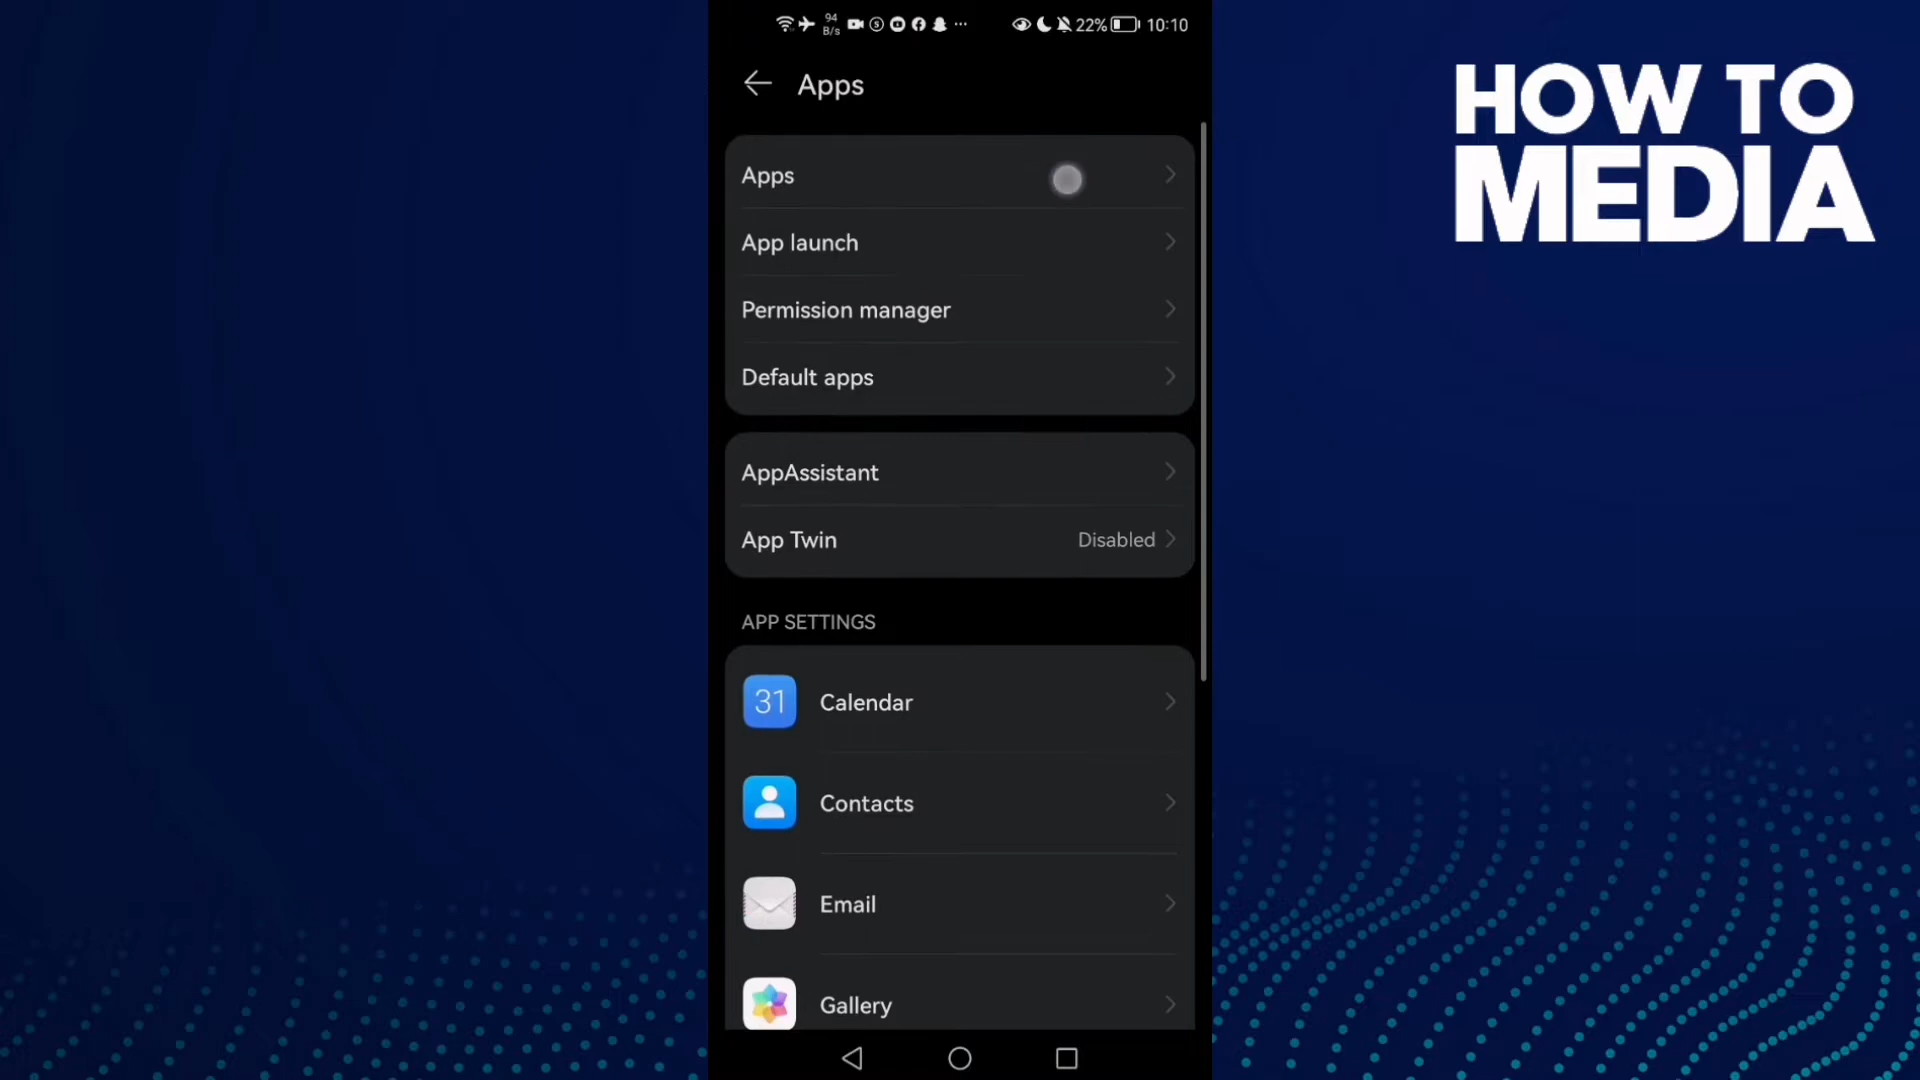 94
B/s
22%
10:10
Apps
Apps
App launch
Permission manager
Default apps
AppAssistant
App Twin
Disabled
APP SETTINGS
31
Calendar
Contacts
Email
Gallery
HOW TO
MEDIA